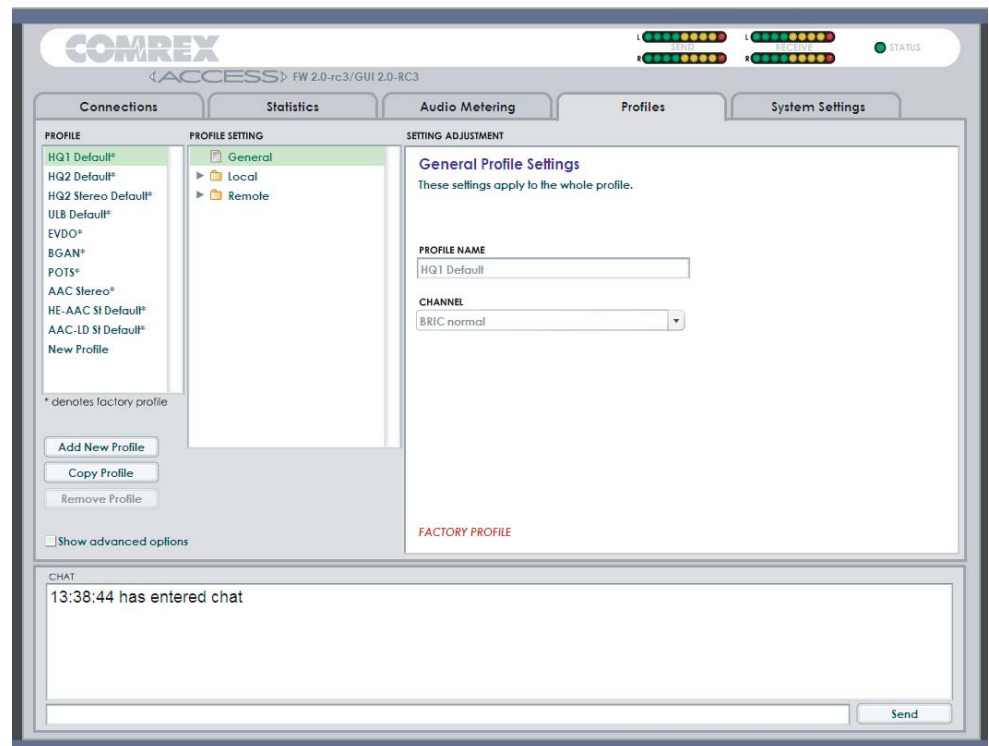 COMREX
ACCESS FW 2.0-rc3/GUI 2.0-RC3
L SEND R
L RECEIVE R
STATUS
Connections
Statistics
Audio Metering
Profiles
System Settings
PROFILE
HQ1 Default*
HQ2 Default*
HQ2 Stereo Default*
ULB Default*
EVDO*
BGAN*
POTS*
AAC Stereo*
HE-AAC St Default*
AAC-LD St Default*
New Profile
* denotes factory profile
Add New Profile
Copy Profile
Remove Profile
Show advanced options
PROFILE SETTING
General
Local
Remote
SETTING ADJUSTMENT
General Profile Settings
These settings apply to the whole profile.
PROFILE NAME
HQ1 Default
CHANNEL
BRIC normal
FACTORY PROFILE
CHAT
13:38:44 has entered chat
Send